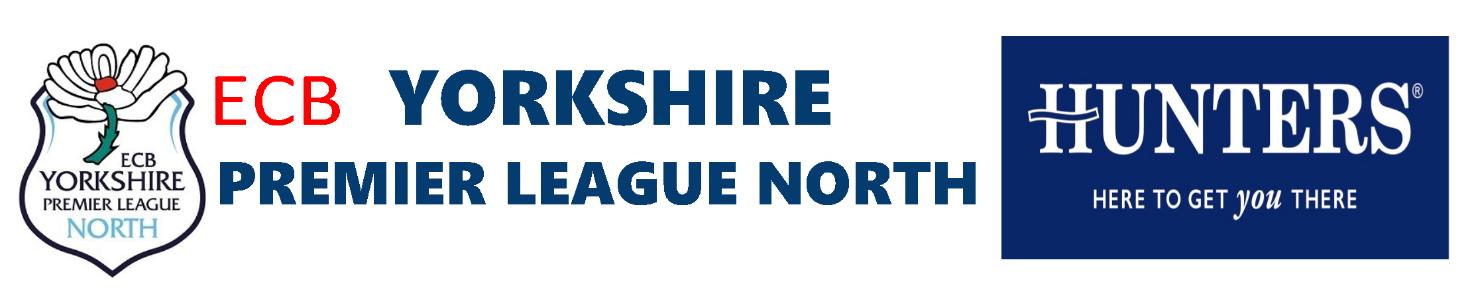 ECB
YORKSHIRE
PREMIER LEAGUE
NORTH
ECB YORKSHIRE
PREMIER LEAGUE NORTH
HUNTERS®
HERE TO GET you THERE